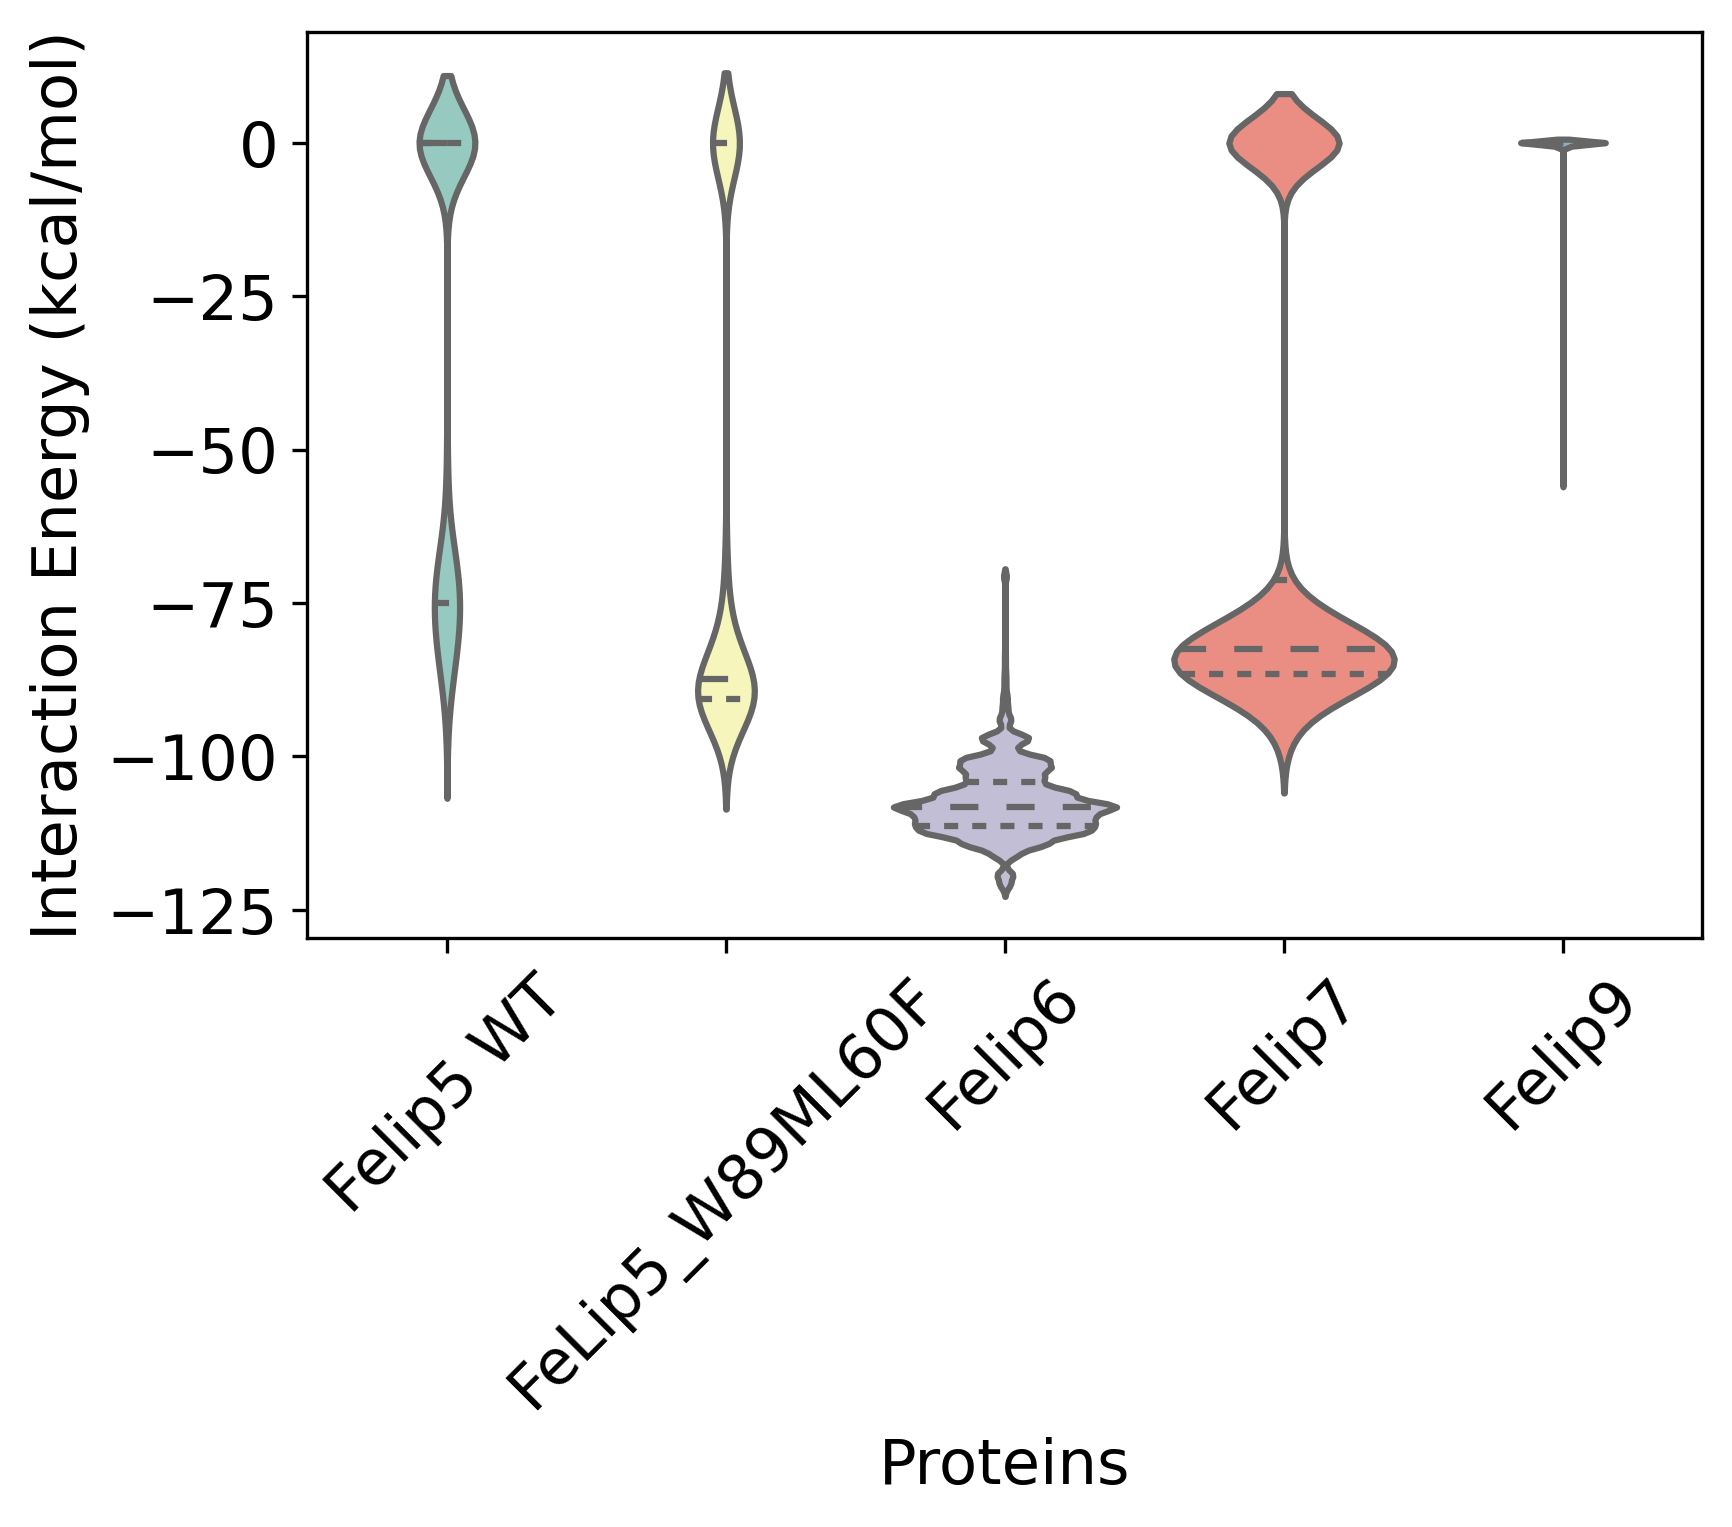 Interaction Energy (kcal/mol)
0
−25
−50
−75
−100
−125
Felip5 WT
FeLip5_W89ML60F
Felip6
Felip7
Felip9
Proteins